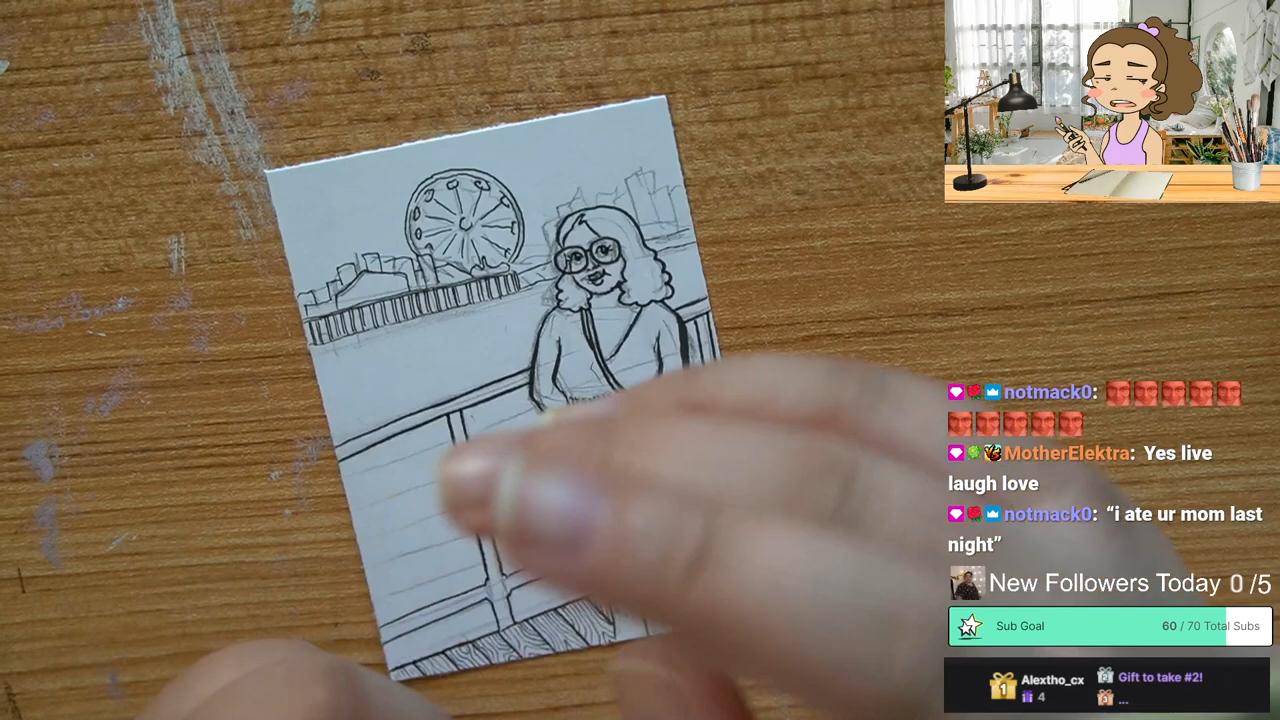 notmack0:
MotherElektra: Yes live
laugh love
notmack0: “i ate ur mom last
night”
New Followers Today 0 /5
Sub Goal 60 / 70 Total Subs
1 Alextho_cx Gift to take #2!
4 ...